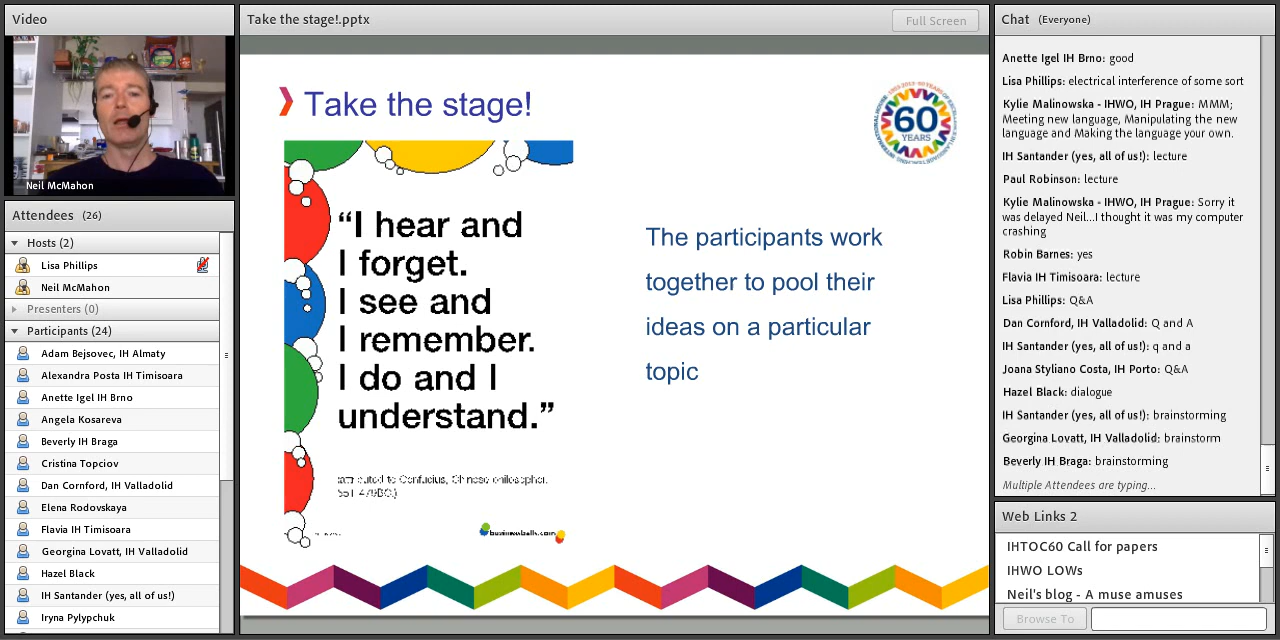 Video
Neil McMahon
Attendees (26)
Hosts (2)
Lisa Phillips
Neil McMahon
Presenters (0)
Participants (24)
Adam Bejsovec, IH Almaty
Alexandra Posta IH Timisoara
Anette Igel IH Brno
Angela Kosareva
Beverly IH Braga
Cristina Topciov
Dan Cornford, IH Valladolid
Elena Rodovskaya
Flavia IH Timisoara
Georgina Lovatt, IH Valladolid
Hazel Black
IH Santander (yes, all of us!)
Iryna Pylypchuk
Take the stage!.pptx
Full Screen
Take the stage!
60
YEARS
“I hear and
I forget.
I see and
I remember.
I do and I
understand.”
attributed to Confucius, Chinese philosopher,
551-479BC)
businessballs.com
The participants work
together to pool their
ideas on a particular
topic
Chat (Everyone)
Anette Igel IH Brno: good
Lisa Phillips: electrical interference of some sort
Kylie Malinowska - IHWO, IH Prague: MMM;
Meeting new language, Manipulating the new
language and Making the language your own.
IH Santander (yes, all of us!): lecture
Paul Robinson: lecture
Kylie Malinowska - IHWO, IH Prague: Sorry it
was delayed Neil...I thought it was my computer
crashing
Robin Barnes: yes
Flavia IH Timisoara: lecture
Lisa Phillips: Q&A
Dan Cornford, IH Valladolid: Q and A
IH Santander (yes, all of us!): q and a
Joana Styliano Costa, IH Porto: Q&A
Hazel Black: dialogue
IH Santander (yes, all of us!): brainstorming
Georgina Lovatt, IH Valladolid: brainstorm
Beverly IH Braga: brainstorming
Multiple Attendees are typing...
Web Links 2
IHTOC60 Call for papers
IHWO LOWs
Neil's blog - A muse amuses
Browse To